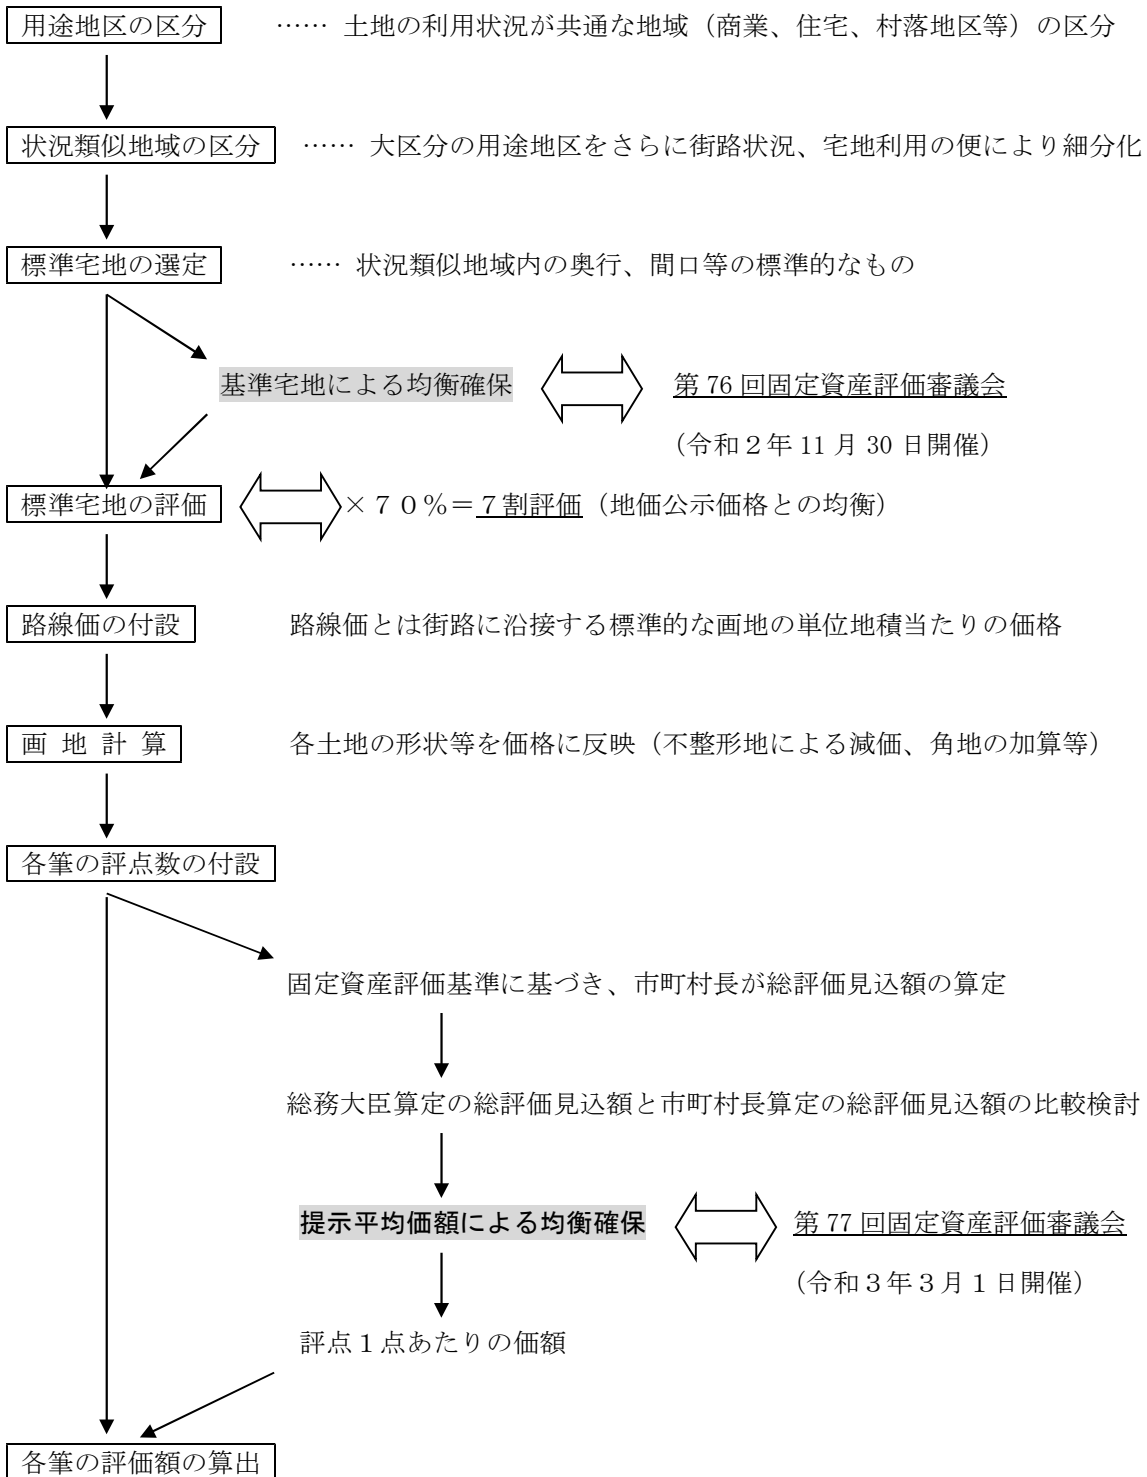 用途地区の区分 …… 土地の利用状況が共通な地域（商業、住宅、村落地区等）の区分
状況類似地域の区分 …… 大区分の用途地区をさらに街路状況、宅地利用の便により細分化
標準宅地の選定 …… 状況類似地域内の奥行、間口等の標準的なもの
基準宅地による均衡確保 第 76 回固定資産評価審議会
（令和２年 11 月 30 日開催）
標準宅地の評価 ×７０％＝７割評価（地価公示価格との均衡）
路線価の付設 路線価とは街路に沿接する標準的な画地の単位地積当たりの価格
画 地 計 算 各土地の形状等を価格に反映（不整形地による減価、角地の加算等）
各筆の評点数の付設
固定資産評価基準に基づき、市町村長が総評価見込額の算定
総務大臣算定の総評価見込額と市町村長算定の総評価見込額の比較検討
提示平均価額による均衡確保 第 77 回固定資産評価審議会
（令和３年３月１日開催）
評点１点あたりの価額
各筆の評価額の算出